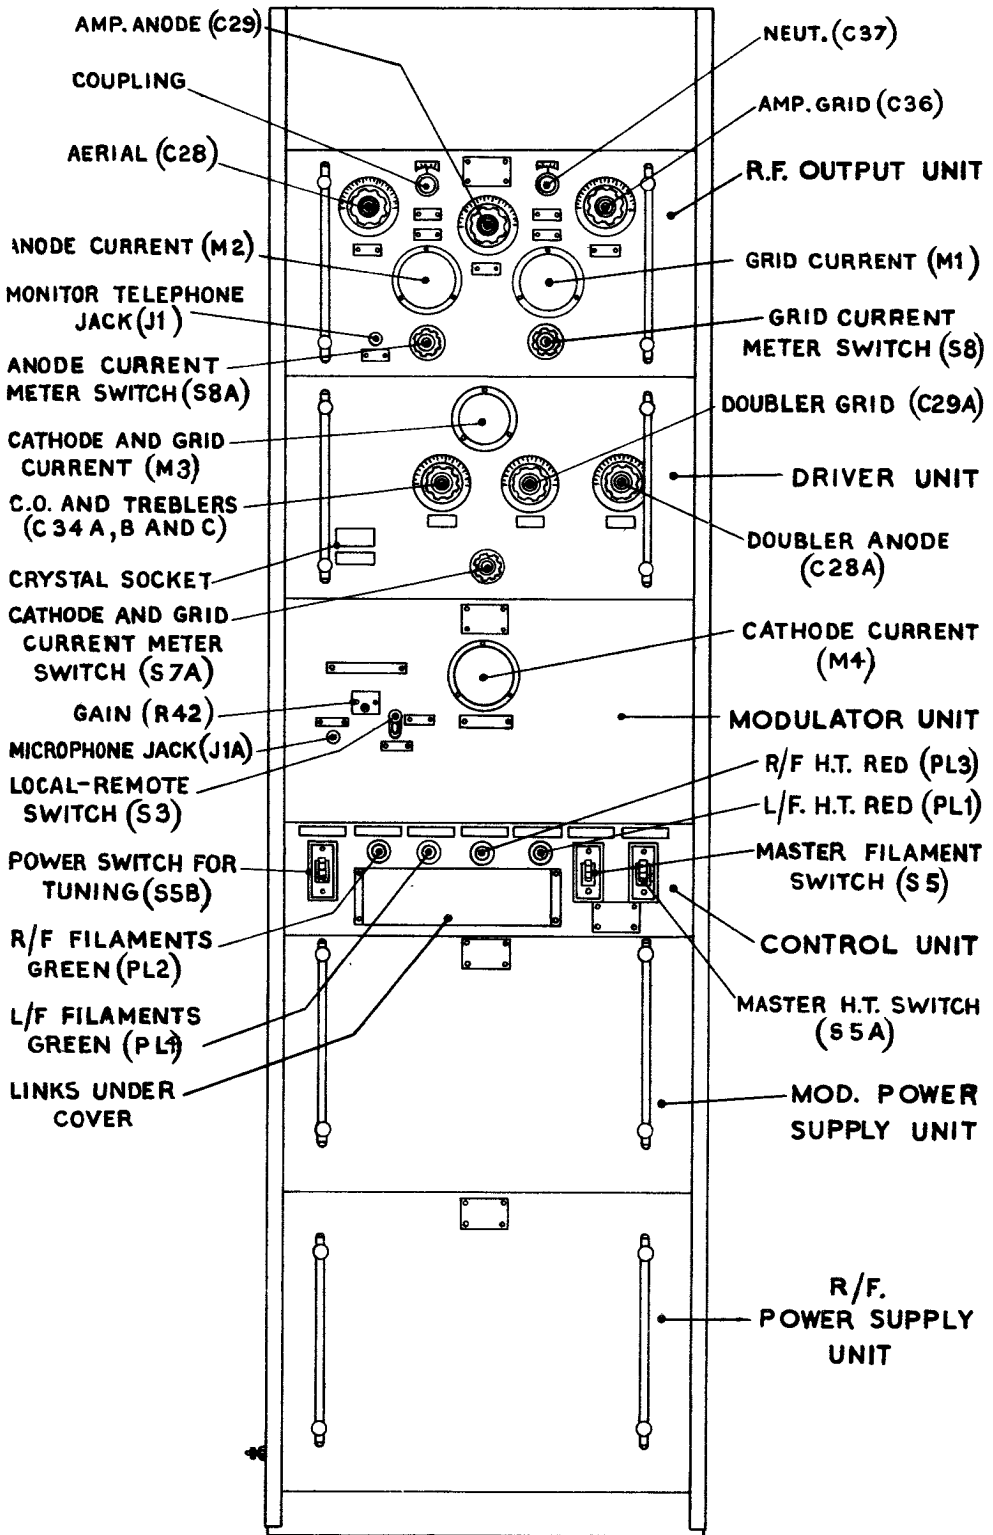 AMP. ANODE (C29)
COUPLING
AERIAL (C28)
ANODE CURRENT (M2)
MONITOR TELEPHONE
JACK (J1)
ANODE CURRENT
METER SWITCH (S8A)
CATHODE AND GRID
CURRENT (M3)
C.O. AND TREBLERS
(C34A, B AND C)
CRYSTAL SOCKET
CATHODE AND GRID
CURRENT METER
SWITCH (S7A)
GAIN (R42)
MICROPHONE JACK (J1A)
LOCAL-REMOTE
SWITCH (S3)
POWER SWITCH FOR
TUNING (S5B)
R/F FILAMENTS
GREEN (PL2)
L/F FILAMENTS
GREEN (PL4)
LINKS UNDER
COVER
NEUT. (C37)
AMP. GRID (C36)
R.F. OUTPUT UNIT
GRID CURRENT (M1)
GRID CURRENT
METER SWITCH (S8)
DOUBLER GRID (C29A)
DRIVER UNIT
DOUBLER ANODE
(C28A)
CATHODE CURRENT
(M4)
MODULATOR UNIT
R/F H.T. RED (PL3)
L/F. H.T. RED (PL1)
MASTER FILAMENT
SWITCH (S5)
CONTROL UNIT
MASTER H.T. SWITCH
(S5A)
MOD. POWER
SUPPLY UNIT
R/F.
POWER SUPPLY
UNIT